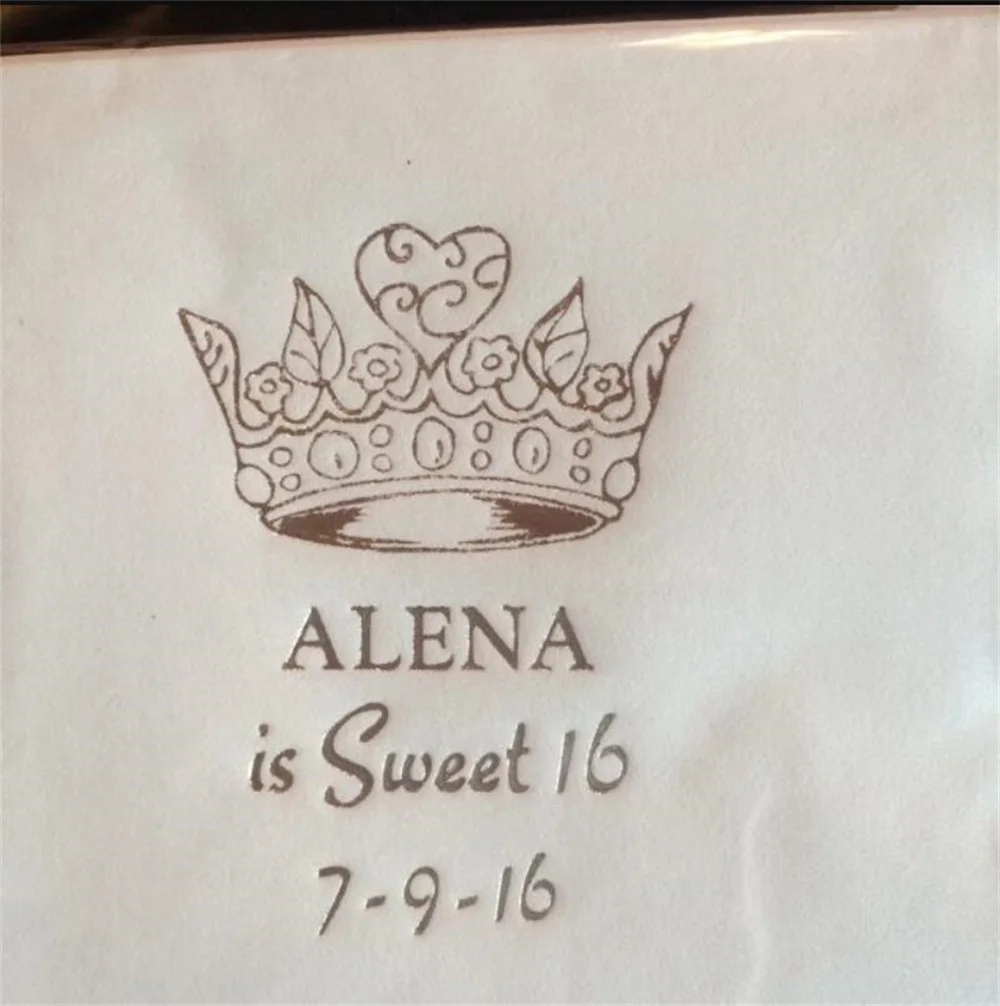 ALENA
is Sweet 16
7-9-16